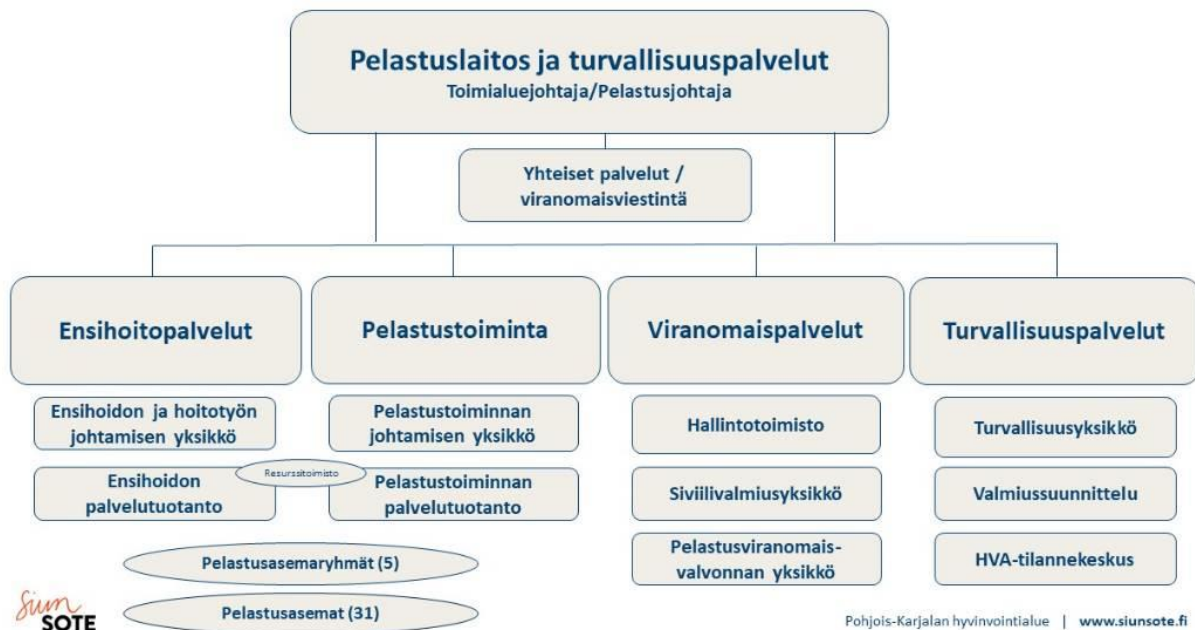 Pelastuslaitos ja turvallisuuspalvelut
Toimialuejohtaja/Pelastusjohtaja
Yhteiset palvelut /
viranomaisviestintä
Ensihoitopalvelut
Pelastustoiminta
Viranomaispalvelut
Turvallisuuspalvelut
Ensihoidon ja hoitotyön
johtamisen yksikkö
Pelastustoiminnan
johtamisen yksikkö
Hallintotoimisto
Turvallisuusyksikkö
Resurssitoimisto
Ensihoidon
palvelutuotanto
Pelastustoiminnan
palvelutuotanto
Siviilivalmiusyksikkö
Valmiussuunnittelu
Pelastusasemaryhmät (5)
Pelastusviranomais-
valvonnan yksikkö
HVA-tilannekeskus
Pelastusasemat (31)
Siun
SOTE
Pohjois-Karjalan hyvinvointialue | www.siunsote.fi